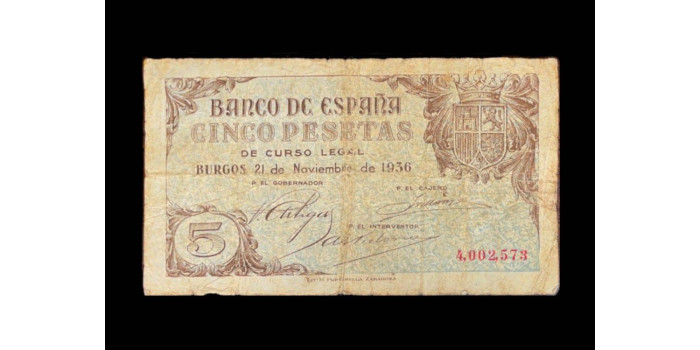 BANCO DE ESPAÑA
CINCO PESETAS
DE CURSO LEGAL
BURGOS 21 de Noviembre de 1936
P. EL GOBERNADOR
P. EL CAJERO
P. EL INTERVENTOR
5
4,002,573